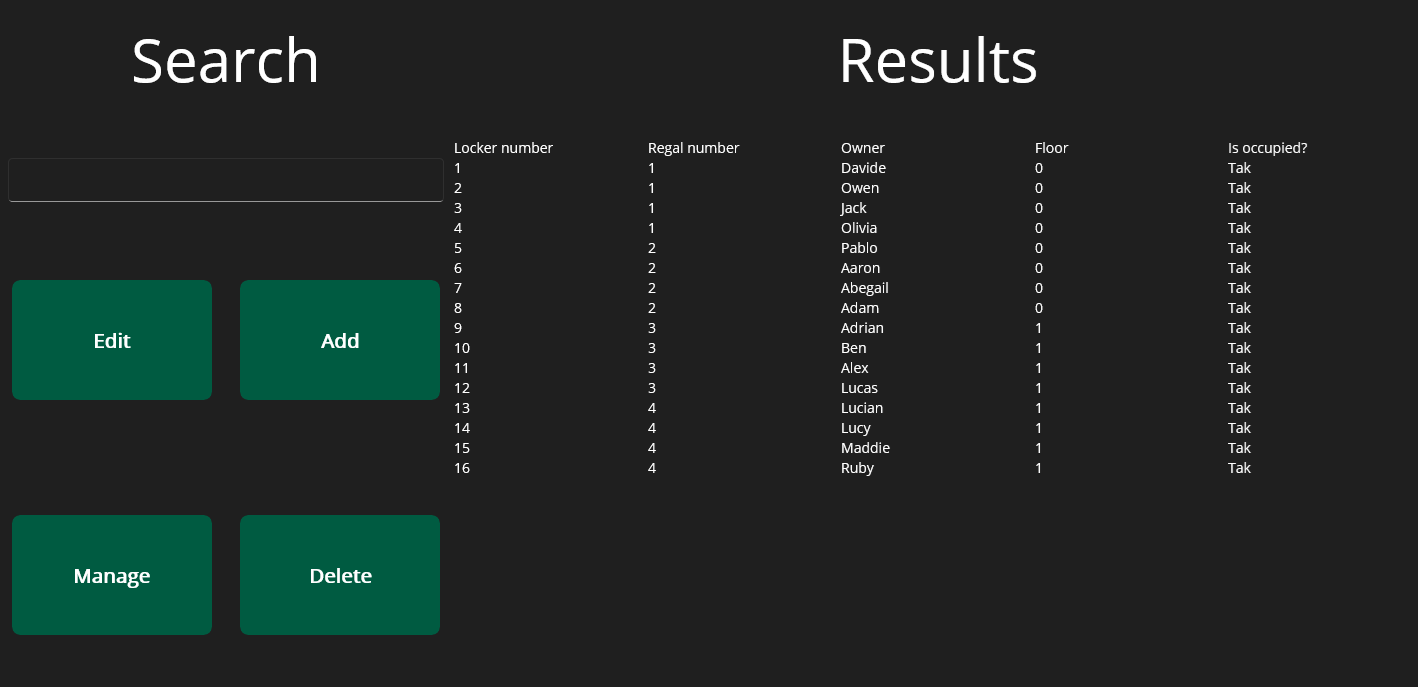 Search
Edit Add
Manage Delete
Results
Locker number Regal number Owner Floor Is occupied?
1 1 Davide 0 Tak
2 1 Owen 0 Tak
3 1 Jack 0 Tak
4 1 Olivia 0 Tak
5 2 Pablo 0 Tak
6 2 Aaron 0 Tak
7 2 Abegail 0 Tak
8 2 Adam 0 Tak
9 3 Adrian 1 Tak
10 3 Ben 1 Tak
11 3 Alex 1 Tak
12 3 Lucas 1 Tak
13 4 Lucian 1 Tak
14 4 Lucy 1 Tak
15 4 Maddie 1 Tak
16 4 Ruby 1 Tak